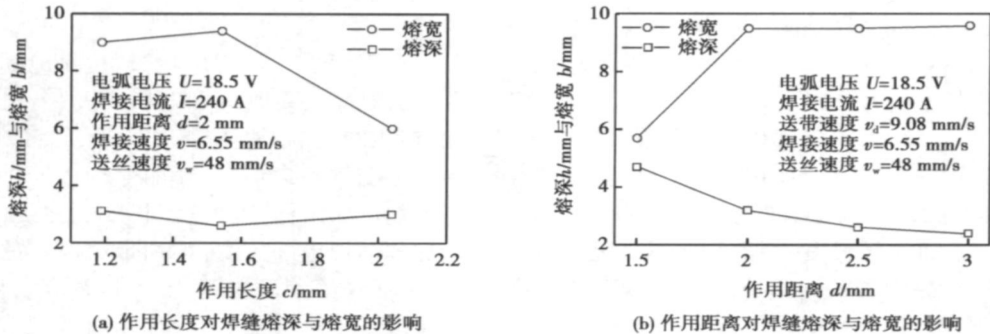 10
8
6
4
2
熔深h/mm与熔宽 b/mm
熔宽
熔深
电弧电压 U=18.5 V
焊接电流 I=240 A
作用距离 d=2 mm
焊接速度 v=6.55 mm/s
送丝速度 vw=48 mm/s
1.2 1.4 1.6 1.8 2 2.2
作用长度 c/mm
(a) 作用长度对焊缝熔深与熔宽的影响
10
8
6
4
2
熔深h/mm与熔宽 b/mm
熔宽
熔深
电弧电压 U=18.5 V
焊接电流 I=240 A
送带速度 vd=9.08 mm/s
焊接速度 v=6.55 mm/s
送丝速度 vw=48 mm/s
1.5 2 2.5 3
作用距离 d/mm
(b) 作用距离对焊缝熔深与熔宽的影响